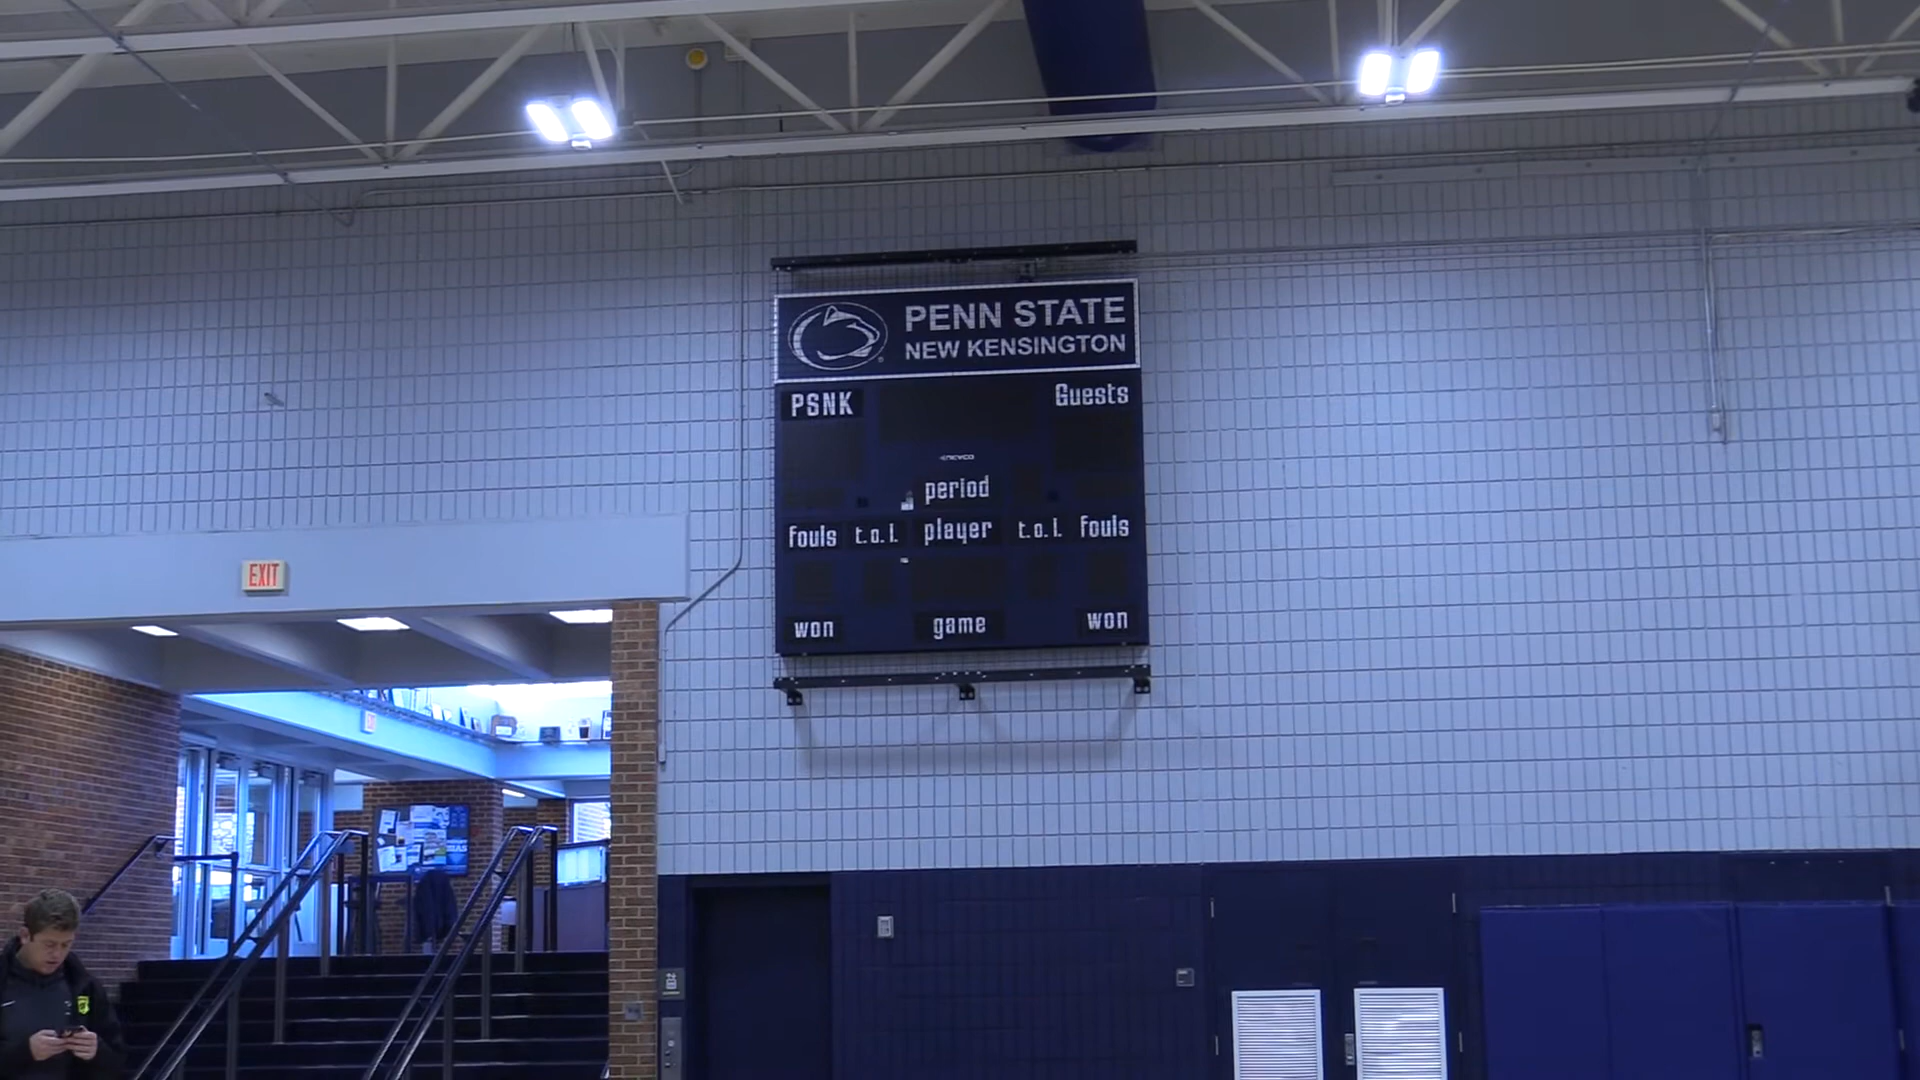 PENN STATE
NEW KENSINGTON
PSNK
Guests
period
fouls t.o.l. player t.o.l. fouls
won game won
EXIT